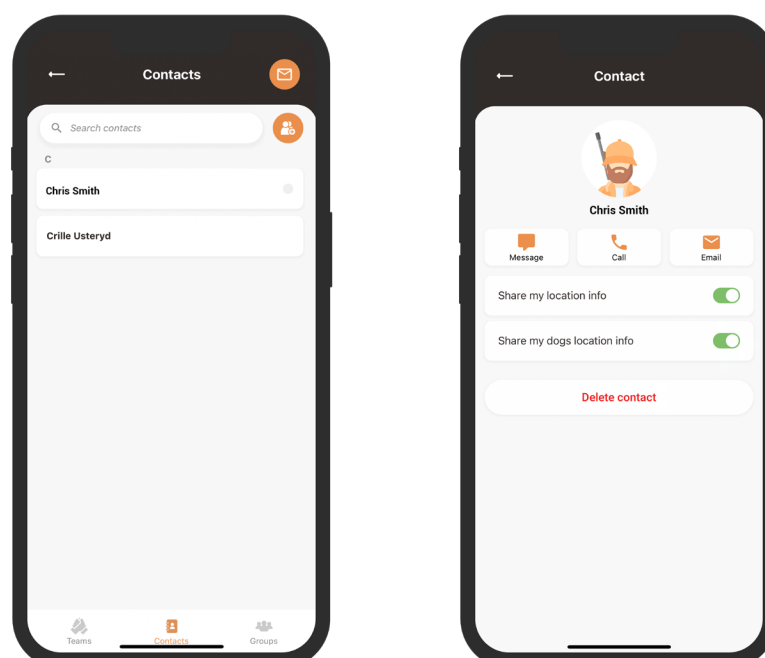 Contacts
Search contacts
C
Chris Smith
Crille Usteryd
Teams
Contacts
Groups
Contact
Chris Smith
Message
Call
Email
Share my location info
Share my dogs location info
Delete contact